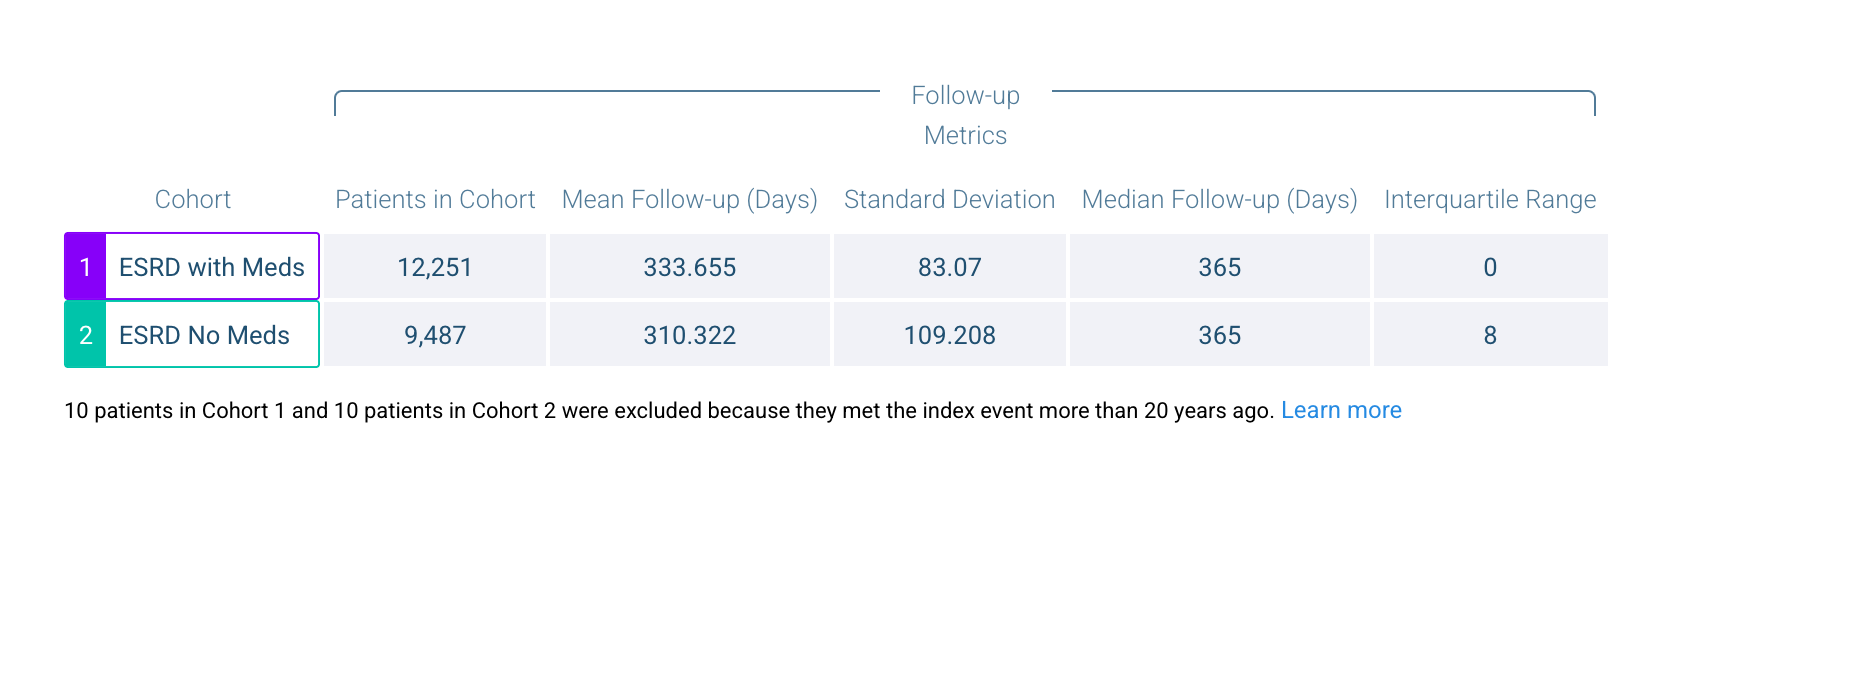 Follow-up
Metrics
Cohort Patients in Cohort Mean Follow-up (Days) Standard Deviation Median Follow-up (Days) Interquartile Range
1 ESRD with Meds 12,251 333.655 83.07 365 0
2 ESRD No Meds 9,487 310.322 109.208 365 8
10 patients in Cohort 1 and 10 patients in Cohort 2 were excluded because they met the index event more than 20 years ago. Learn more